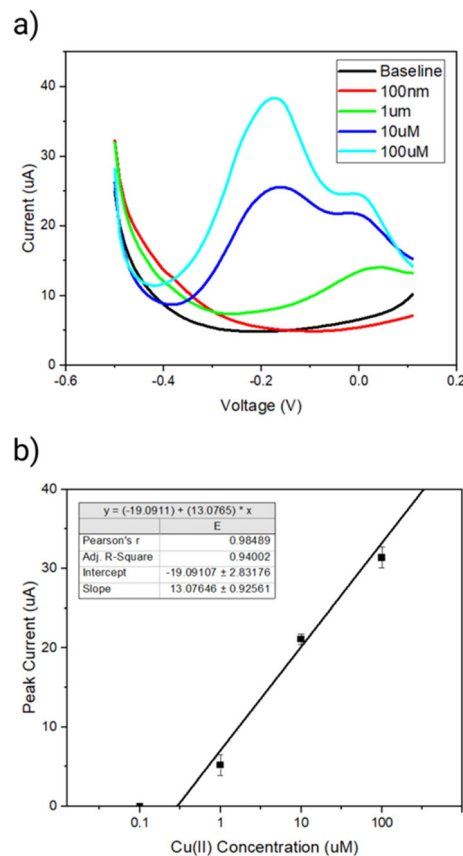 a)
Baseline
100nm
1um
10uM
100uM
40
30
20
10
0
Current (uA)
-0.6 -0.4 -0.2 0.0 0.2
Voltage (V)
b)
y = (-19.0911) + (13.0765) * x
E
Pearson's r 0.98489
Adj. R-Square 0.94002
Intercept -19.09107 ± 2.83176
Slope 13.07646 ± 0.92561
40
30
20
10
0
Peak Current (uA)
0.1 1 10 100
Cu(II) Concentration (uM)